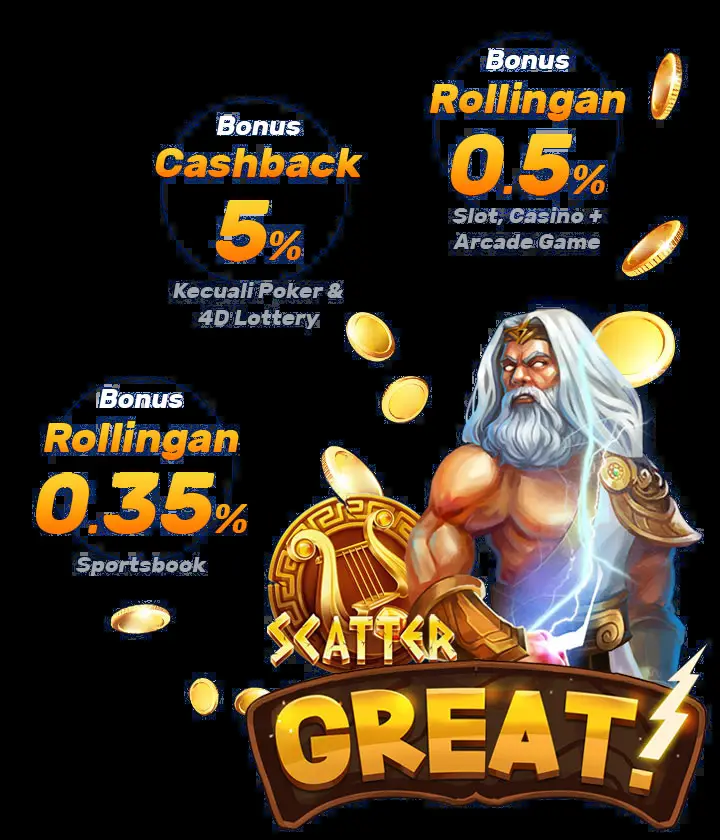 Bonus
Rollingan
0.5%
Slot, Casino +
Arcade Game
Bonus
Cashback
5%
Kecuali Poker &
4D Lottery
Bonus
Rollingan
0.35%
Sportsbook
SCATTER
GREAT!